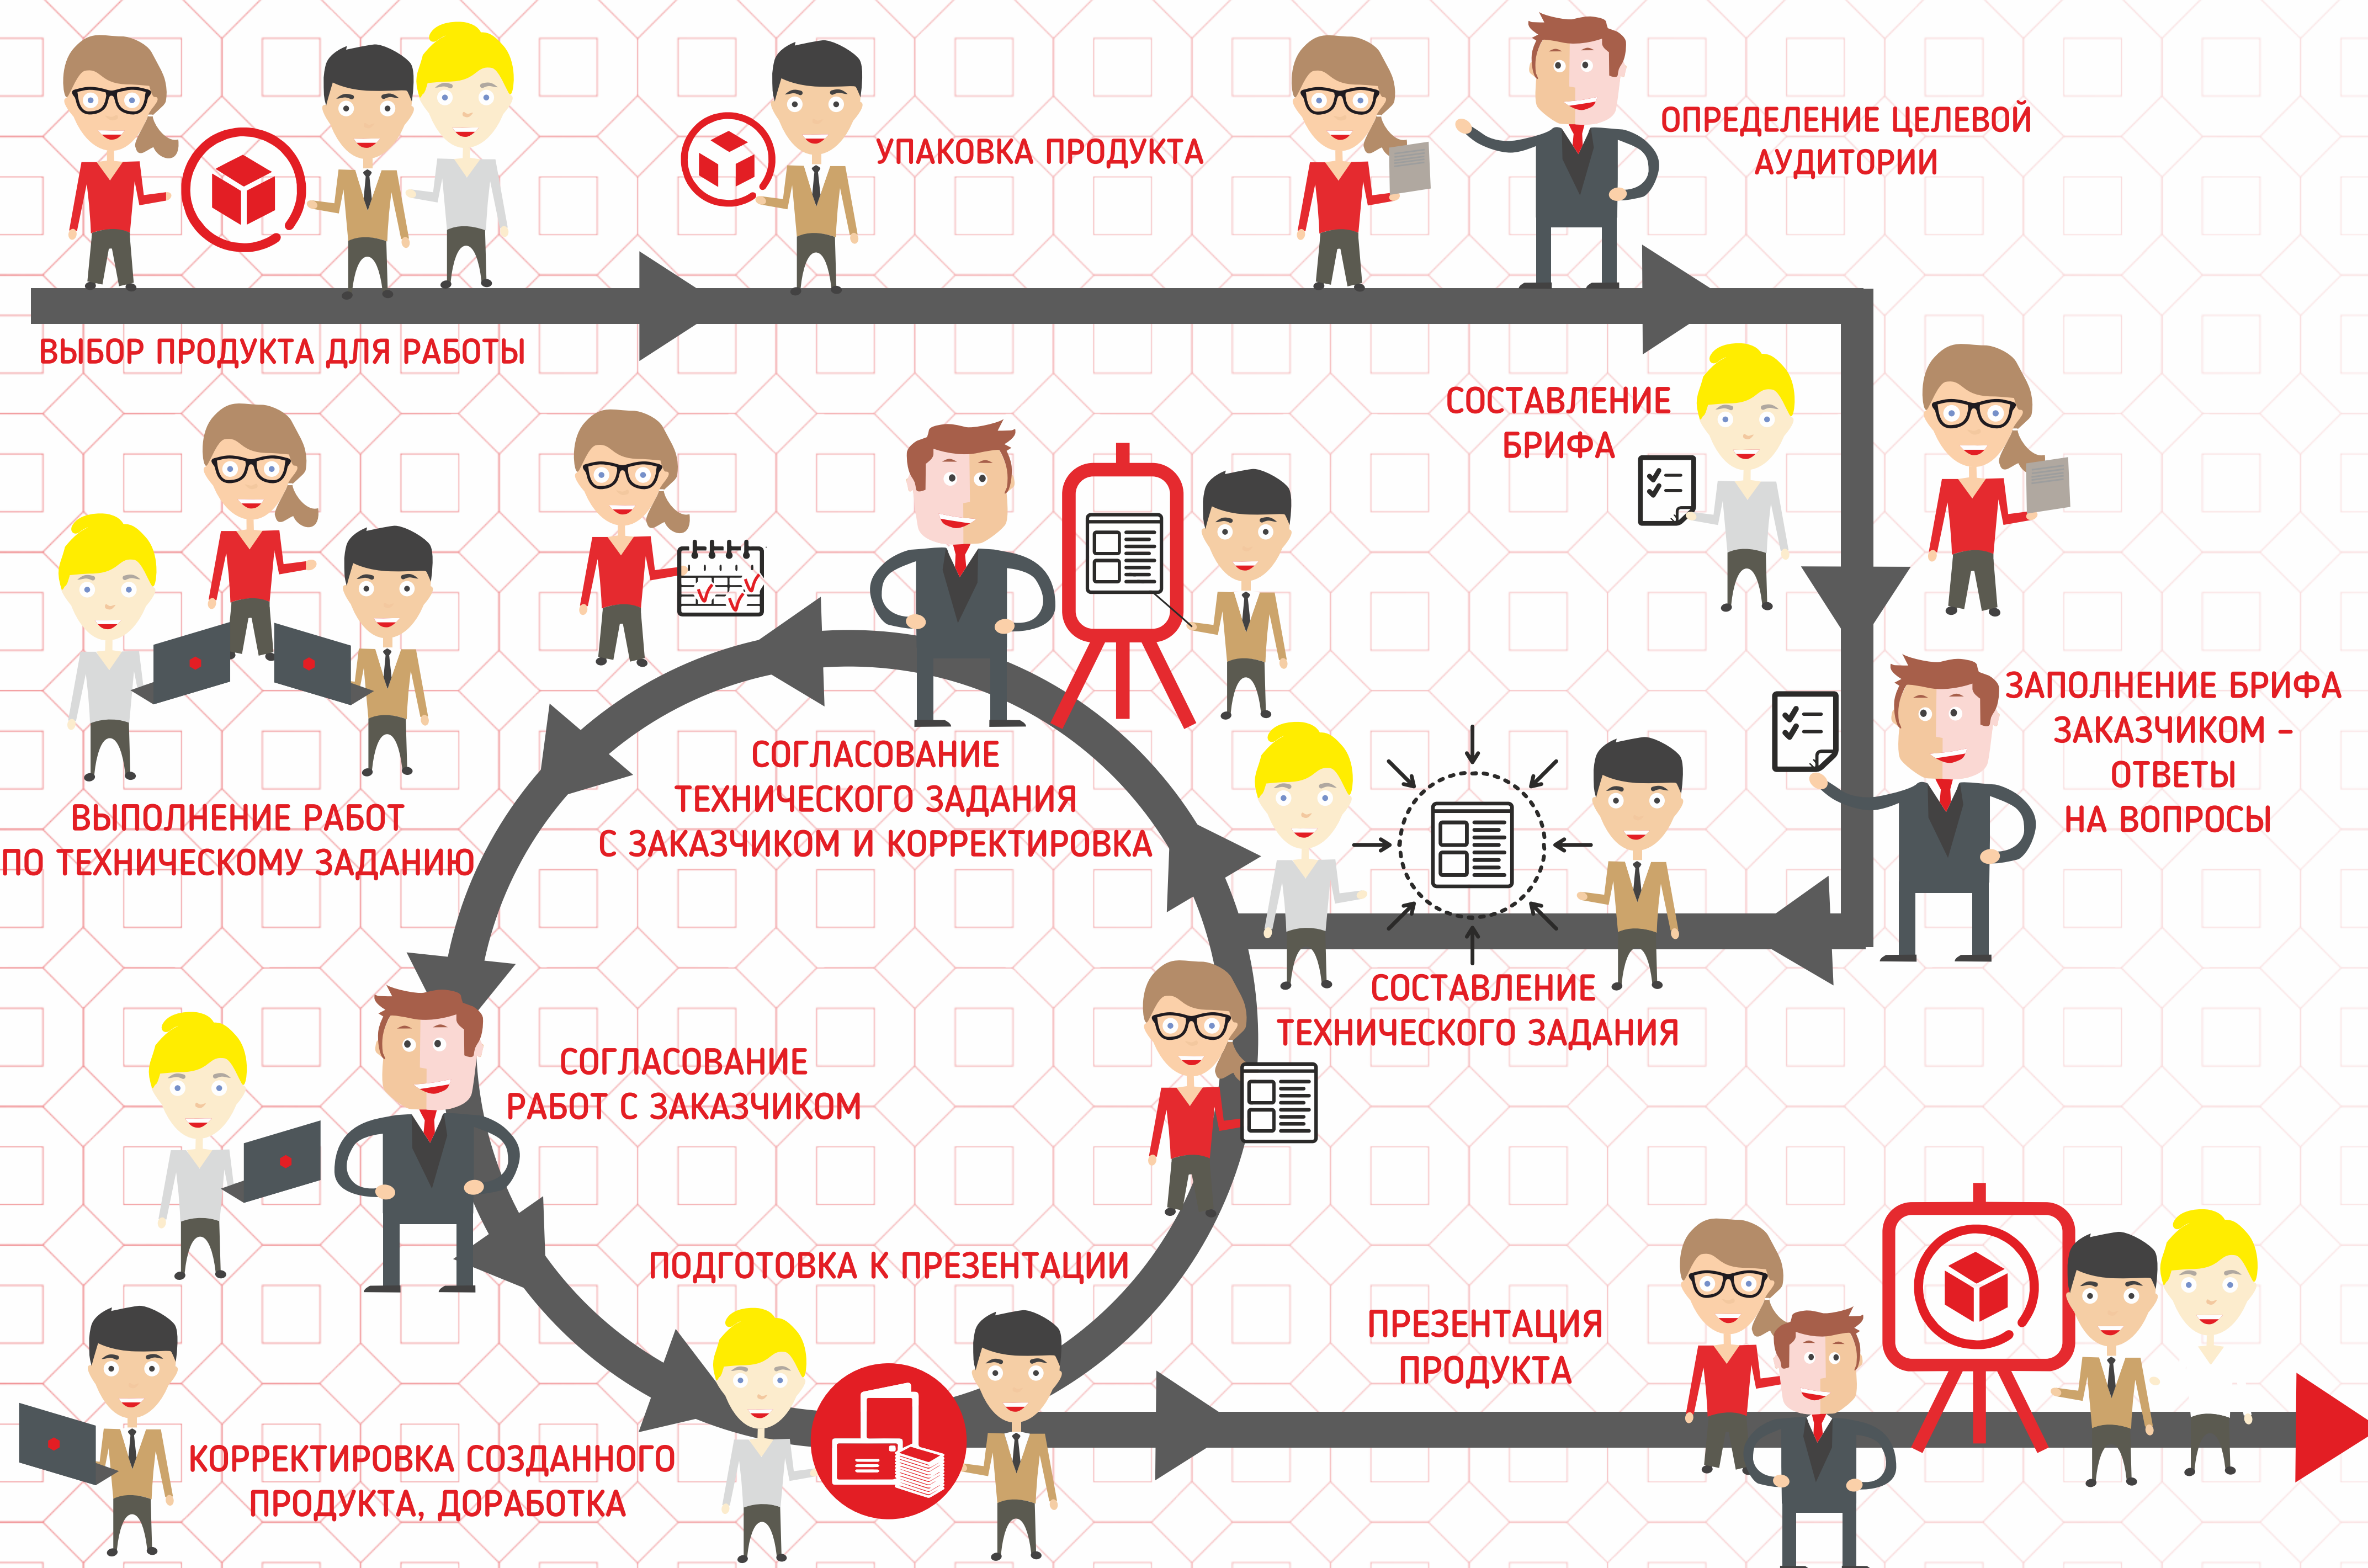 ВЫБОР ПРОДУКТА ДЛЯ РАБОТЫ
УПАКОВКА ПРОДУКТА
ОПРЕДЕЛЕНИЕ ЦЕЛЕВОЙ
АУДИТОРИИ
СОСТАВЛЕНИЕ
БРИФА
ЗАПОЛНЕНИЕ БРИФА
ЗАКАЗЧИКОМ –
ОТВЕТЫ
НА ВОПРОСЫ
СОСТАВЛЕНИЕ
ТЕХНИЧЕСКОГО ЗАДАНИЯ
СОГЛАСОВАНИЕ
ТЕХНИЧЕСКОГО ЗАДАНИЯ
С ЗАКАЗЧИКОМ И КОРРЕКТИРОВКА
ВЫПОЛНЕНИЕ РАБОТ
ПО ТЕХНИЧЕСКОМУ ЗАДАНИЮ
СОГЛАСОВАНИЕ
РАБОТ С ЗАКАЗЧИКОМ
КОРРЕКТИРОВКА СОЗДАННОГО
ПРОДУКТА, ДОРАБОТКА
ПОДГОТОВКА К ПРЕЗЕНТАЦИИ
ПРЕЗЕНТАЦИЯ
ПРОДУКТА